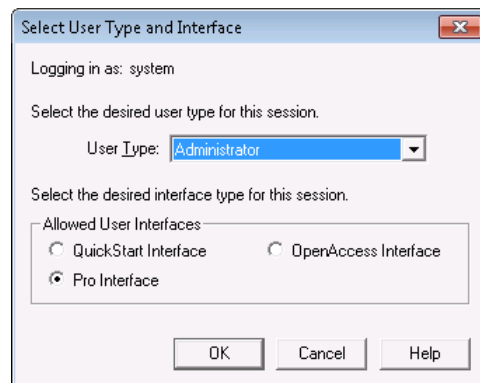 Select User Type and Interface
Logging in as: system
Select the desired user type for this session.
User Type: Administrator
Select the desired interface type for this session.
Allowed User Interfaces
QuickStart Interface OpenAccess Interface
Pro Interface
OK Cancel Help